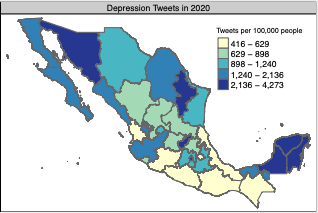 Depression Tweets in 2020
Tweets per 100,000 people
416 – 629
629 – 898
898 – 1,240
1,240 – 2,136
2,136 – 4,273